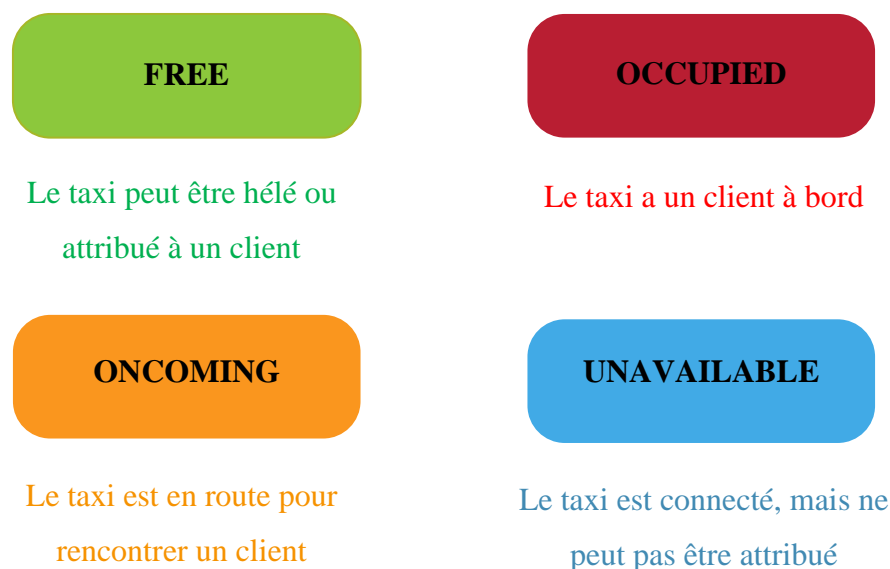 FREE
Le taxi peut être hélé ou
attribué à un client
OCCUPIED
Le taxi a un client à bord
ONCOMING
Le taxi est en route pour
rencontrer un client
UNAVAILABLE
Le taxi est connecté, mais ne
peut pas être attribué